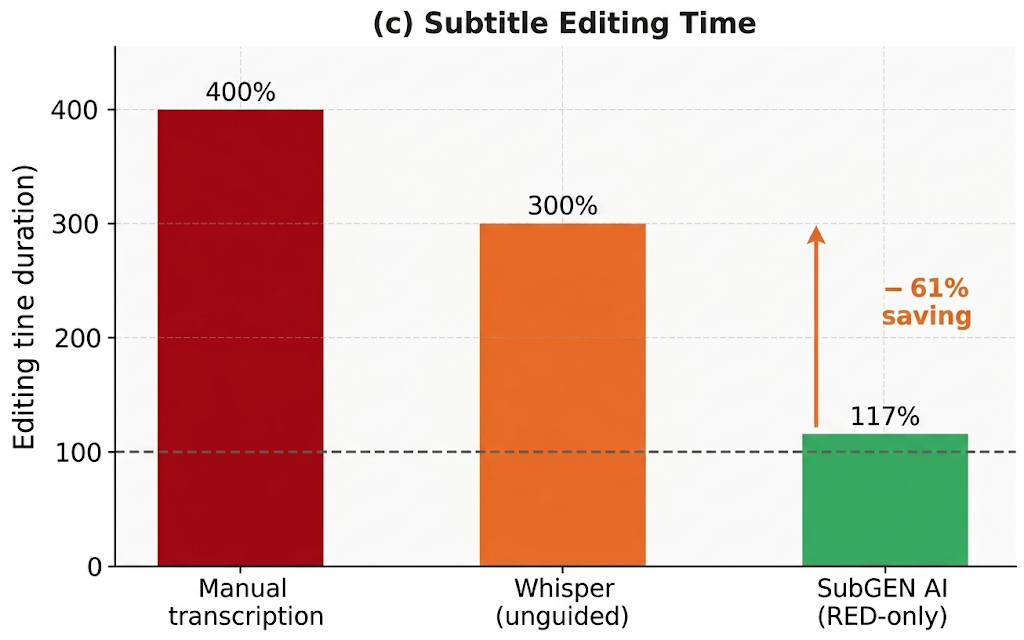 (c) Subtitle Editing Time
Editing tine duration)
400
300
200
100
0
400%
300%
117%
– 61%
saving
Manual
transcription
Whisper
(unguided)
SubGEN AI
(RED-only)